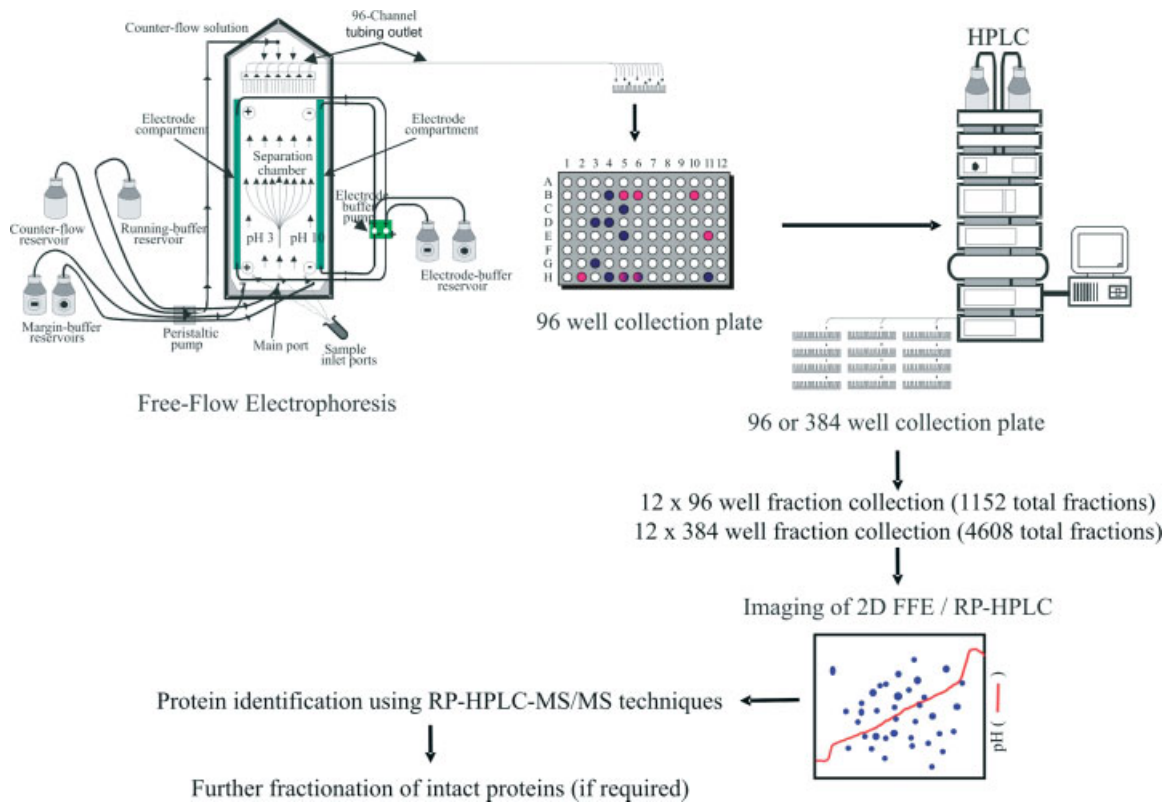 Counter-flow solution
96-Channel
tubing outlet
Electrode
compartment
Electrode
compartment
+
-
Separation
chamber
pH 3
pH 10
+
-
Electrode
buffer
pump
Counter-flow
reservoir
Running-buffer
reservoir
Electrode-buffer
reservoir
Margin-buffer
reservoirs
Peristaltic
pump
Main port
Sample
inlet ports
Free-Flow Electrophoresis
1 2 3 4 5 6 7 8 9 10 11 12
A
B
C
D
E
F
G
H
96 well collection plate
HPLC
96 or 384 well collection plate
12 x 96 well fraction collection (1152 total fractions)
12 x 384 well fraction collection (4608 total fractions)
Imaging of 2D FFE / RP-HPLC
pH ( )
Protein identification using RP-HPLC-MS/MS techniques
Further fractionation of intact proteins (if required)